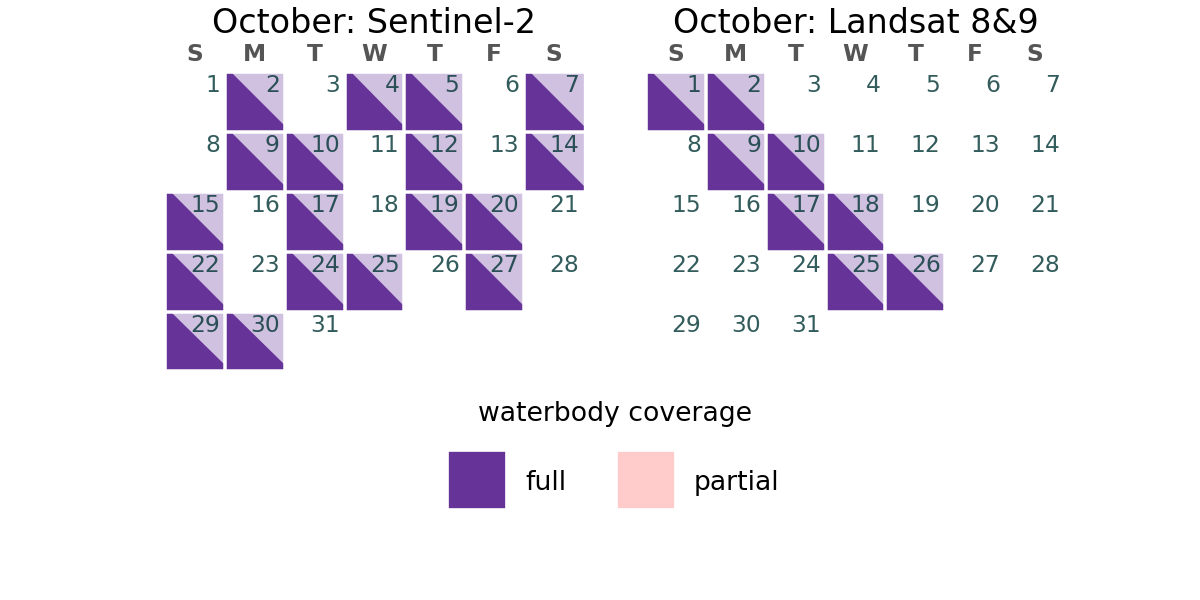 October: Sentinel-2
S M T W T F S
1 2 3 4 5 6 7
8 9 10 11 12 13 14
15 16 17 18 19 20 21
22 23 24 25 26 27 28
29 30 31
October: Landsat 8&9
S M T W T F S
1 2 3 4 5 6 7
8 9 10 11 12 13 14
15 16 17 18 19 20 21
22 23 24 25 26 27 28
29 30 31
waterbody coverage
full partial